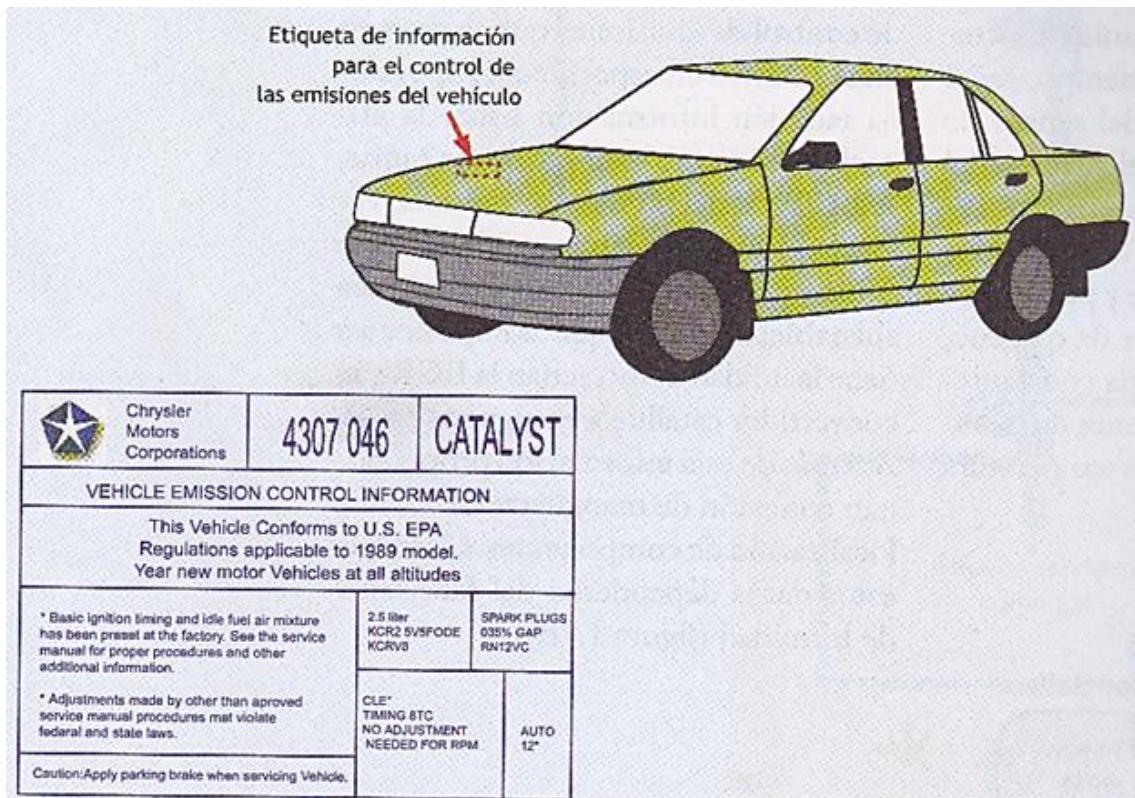 Etiqueta de información
para el control de
las emisiones del vehículo
Chrysler
Motors
Corporations
4307 046
CATALYST
VEHICLE EMISSION CONTROL INFORMATION
This Vehicle Conforms to U.S. EPA
Regulations applicable to 1989 model.
Year new motor Vehicles at all altitudes
* Basic ignition timing and idle fuel air mixture
has been preset at the factory. See the service
manual for proper procedures and other
additional information.
* Adjustments made by other than aproved
service manual procedures mat violate
federal and state laws.
Caution:Apply parking brake when servicing Vehicle.
2.5 liter
KCR2 5V5FODE
KCRV8
SPARK PLUGS
035% GAP
RN12VC
CLE*
TIMING 8TC
NO ADJUSTMENT
NEEDED FOR RPM
AUTO
12°